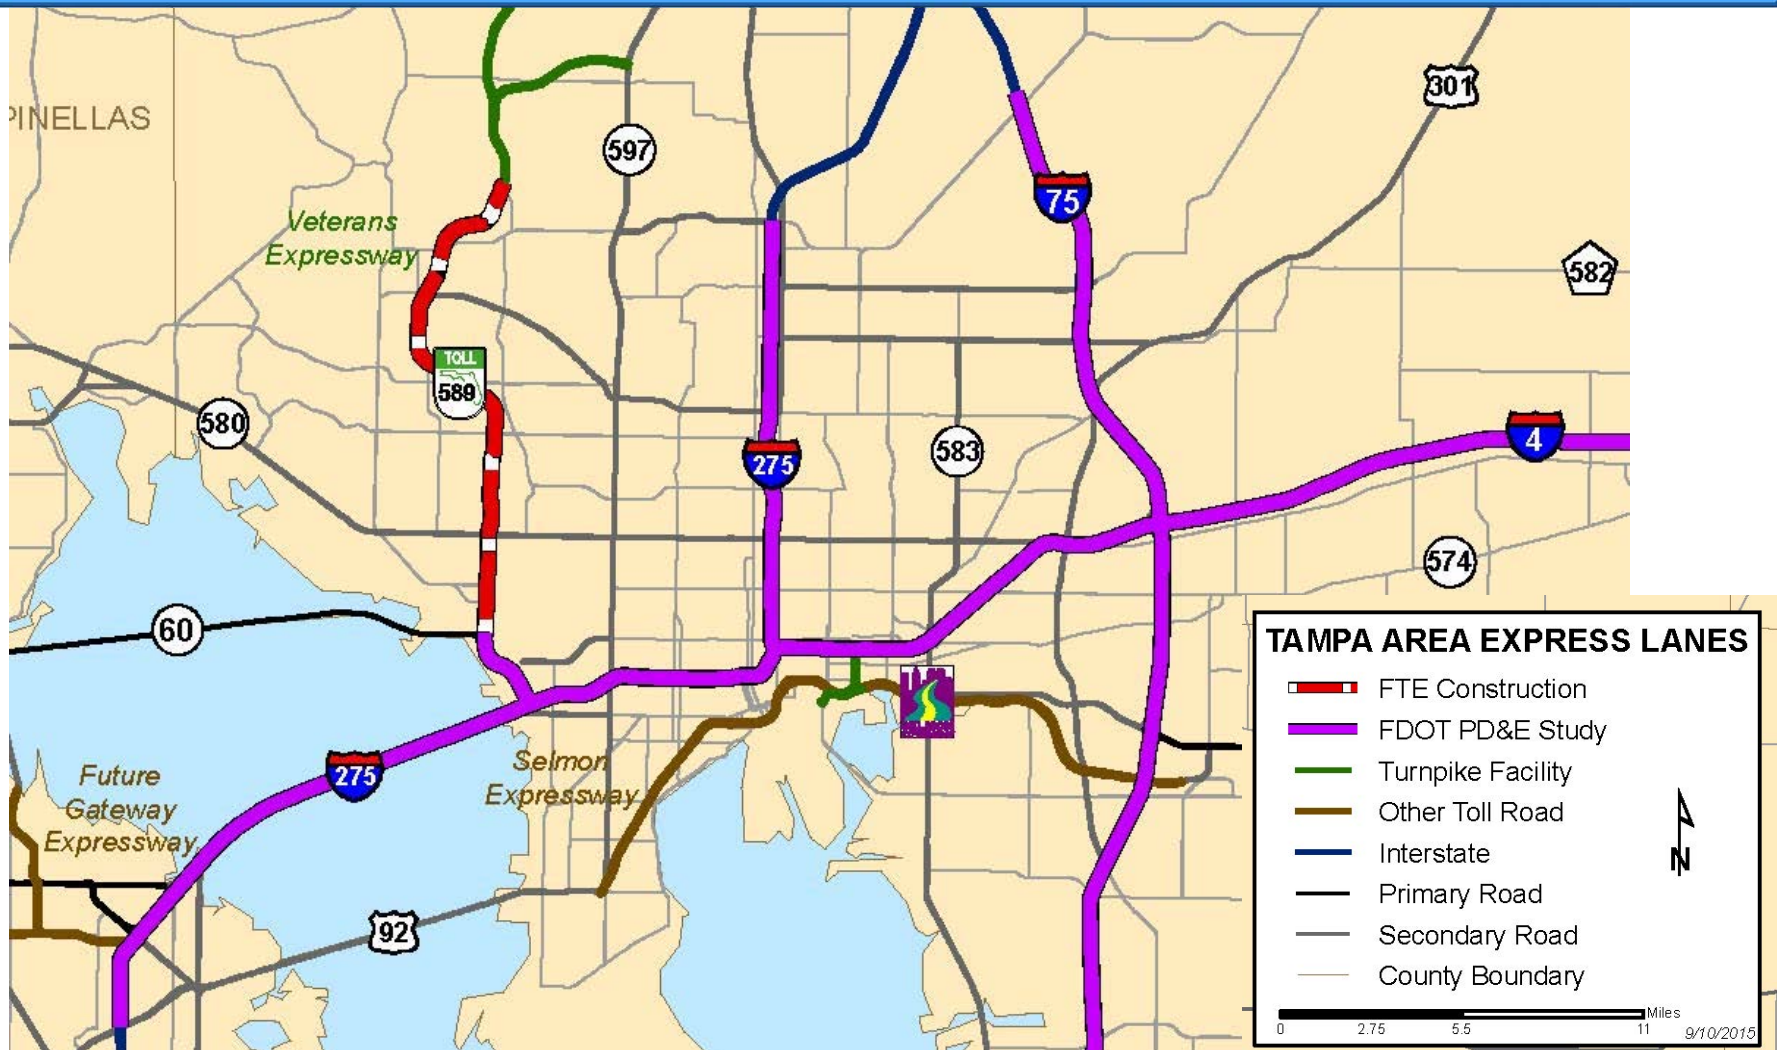 301
PINELLAS
597
75
Veterans
Expressway
582
TOLL
589
580
4
275
583
574
60
TAMPA AREA EXPRESS LANES
FTE Construction
FDOT PD&E Study
Turnpike Facility
Other Toll Road
Interstate
Primary Road
Secondary Road
County Boundary
N
Miles
0 2.75 5.5 11
9/10/2015
275
Selmon
Expressway
Future
Gateway
Expressway
92